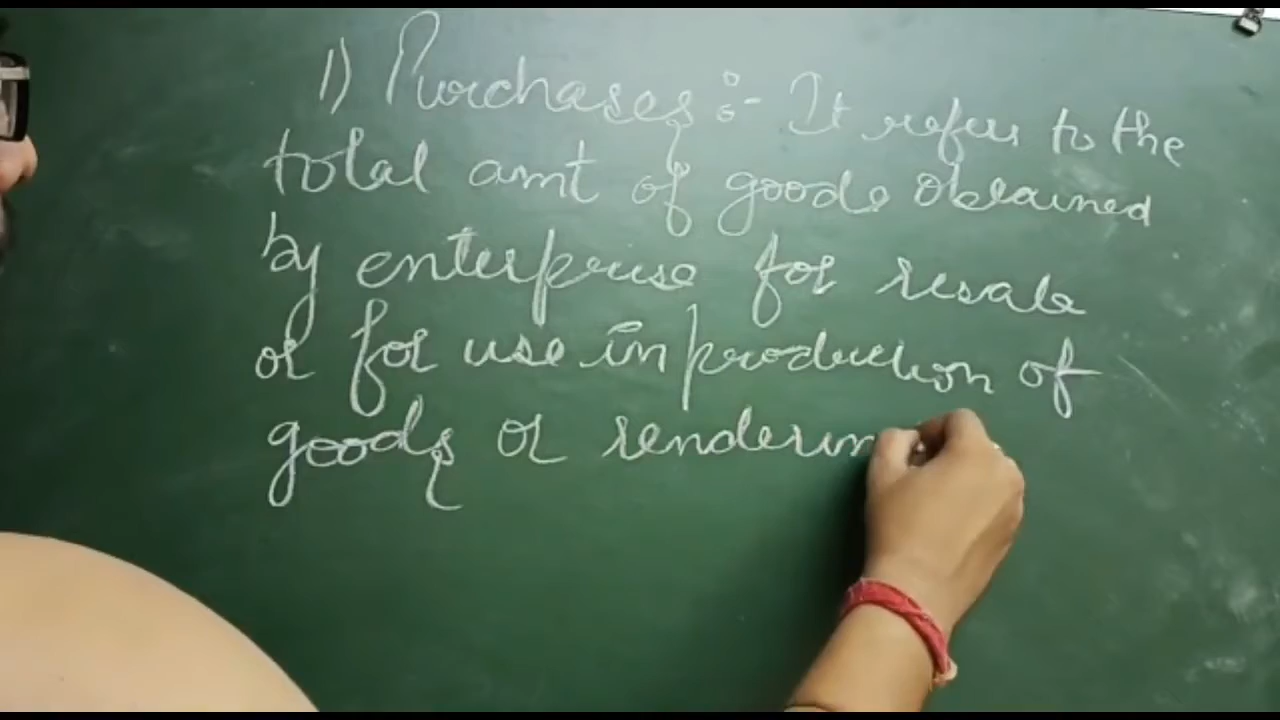 1) Purchases :- It refers to the
total amt of goods obtained
by enterprise for resale
or for use in production of
goods or renderin